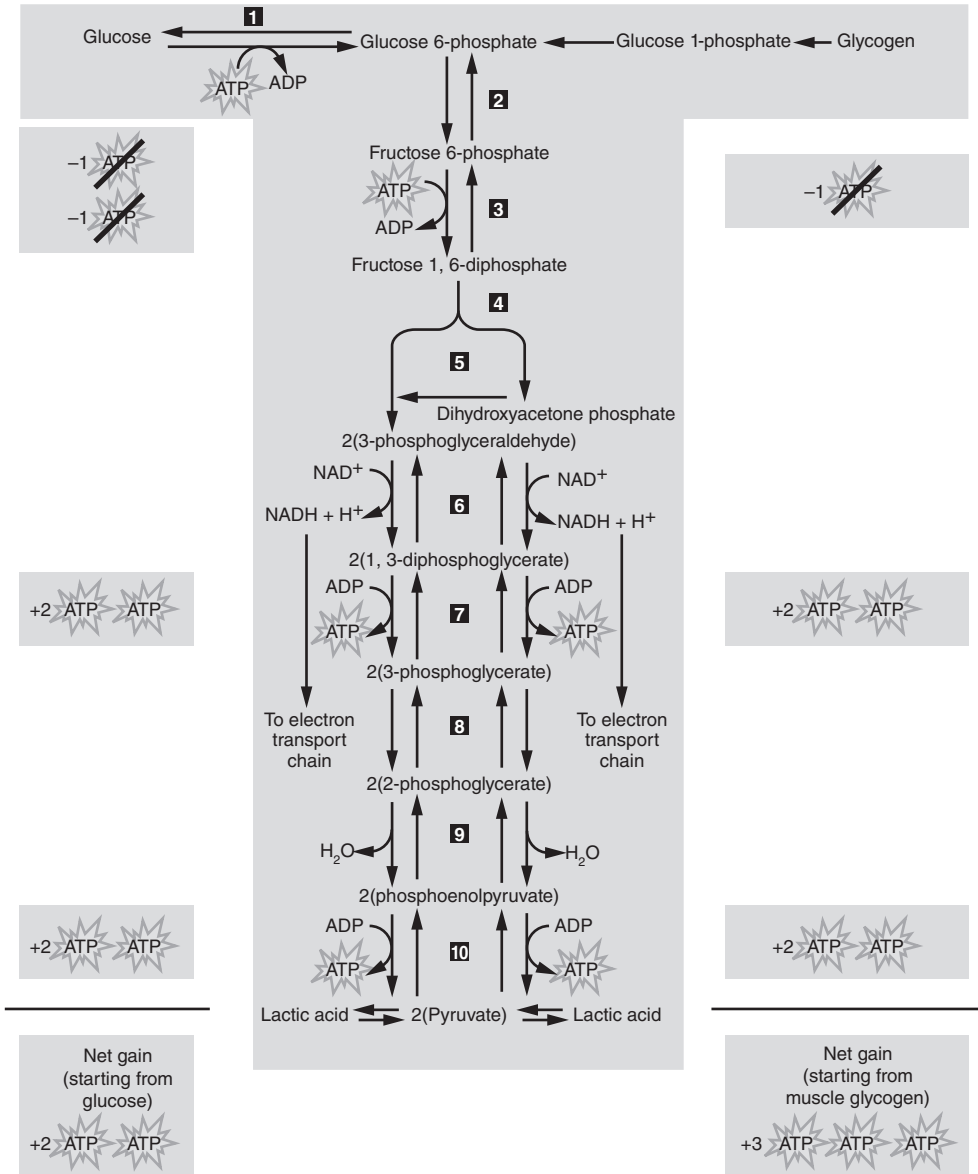 1
Glucose
Glucose 6-phosphate
Glucose 1-phosphate
Glycogen
ATP
ADP
2
–1 ATP
–1 ATP
Fructose 6-phosphate
ATP
ADP
3
–1 ATP
Fructose 1, 6-diphosphate
4
5
Dihydroxyacetone phosphate
2(3-phosphoglyceraldehyde)
NAD+
NAD+
6
NADH + H+
NADH + H+
2(1, 3-diphosphoglycerate)
+2 ATP ATP
ADP
ATP
7
ADP
ATP
+2 ATP ATP
2(3-phosphoglycerate)
To electron
transport
chain
8
To electron
transport
chain
2(2-phosphoglycerate)
9
H2O
H2O
2(phosphoenolpyruvate)
+2 ATP ATP
ADP
ATP
10
ADP
ATP
+2 ATP ATP
Lactic acid
2(Pyruvate)
Lactic acid
Net gain
(starting from
glucose)
+2 ATP ATP
Net gain
(starting from
muscle glycogen)
+3 ATP ATP ATP